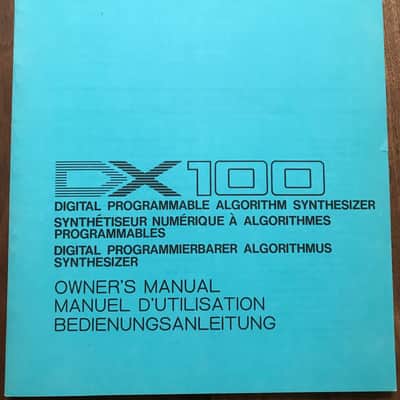 DX100
DIGITAL PROGRAMMABLE ALGORITHM SYNTHESIZER
SYNTHÉTISEUR NUMÉRIQUE À ALGORITHMES
PROGRAMMABLES
DIGITAL PROGRAMMIERBARER ALGORITHMUS
SYNTHESIZER
OWNER'S MANUAL
MANUEL D'UTILISATION
BEDIENUNGSANLEITUNG